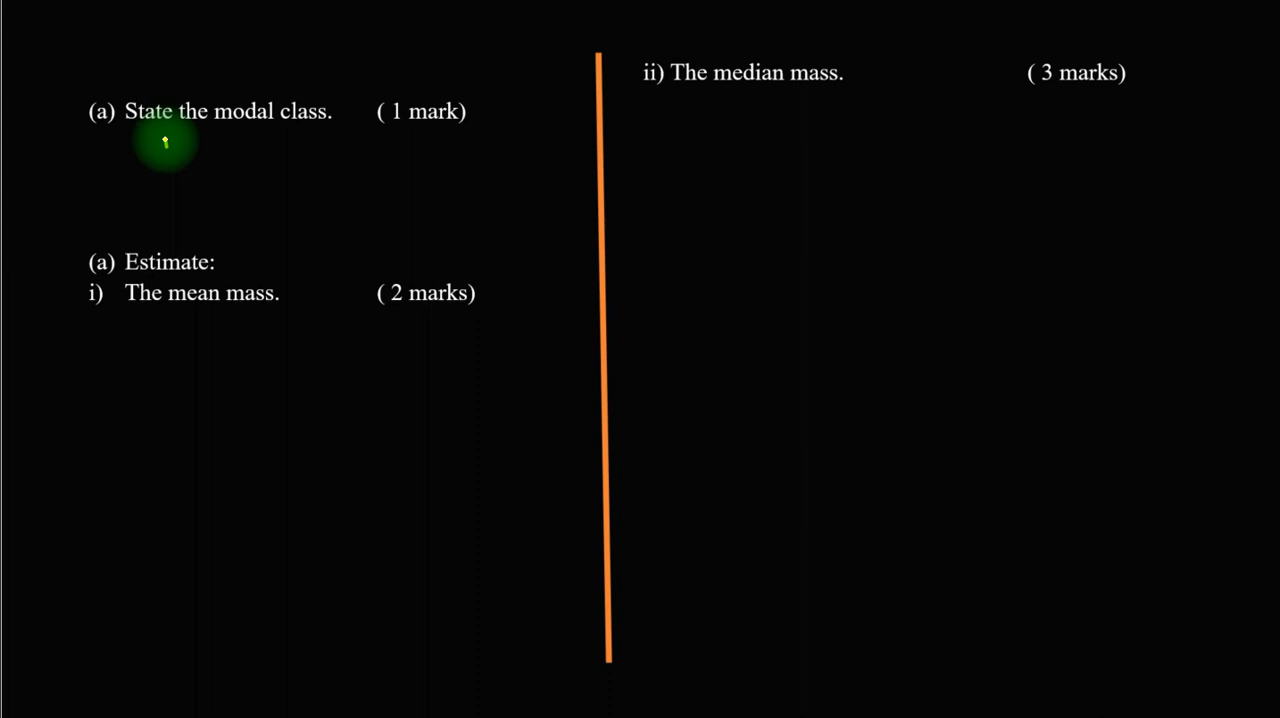 (a) State the modal class. ( 1 mark)
(a) Estimate:
i) The mean mass. ( 2 marks)
ii) The median mass. ( 3 marks)